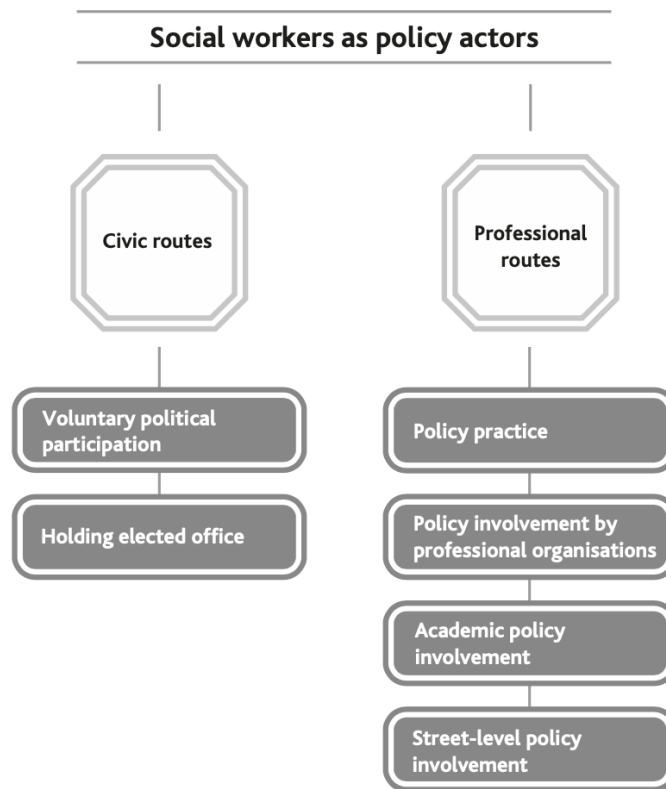 Social workers as policy actors
Civic routes
Voluntary political
participation
Holding elected office
Professional
routes
Policy practice
Policy involvement by
professional organisations
Academic policy
involvement
Street-level policy
involvement